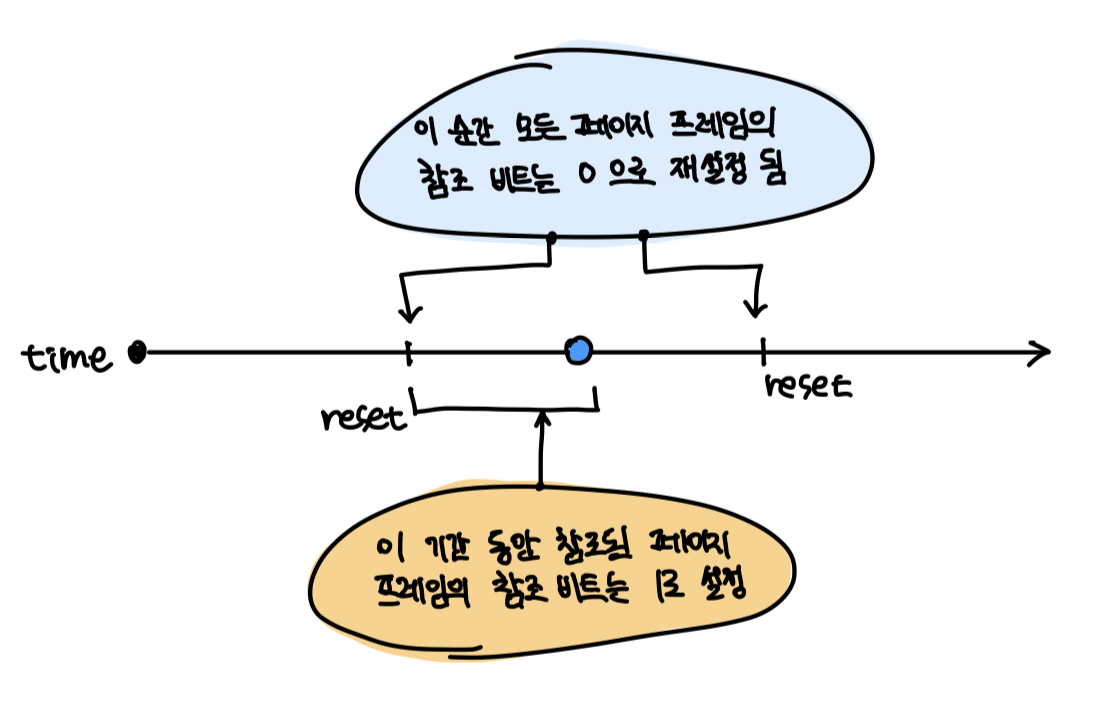 이 순간 모든 페이지 프레임의
참조 비트는 0 으로 재설정 됨
time
reset
reset
이 기간 동안 참조된 페이지
프레임의 참조 비트는 1로 설정